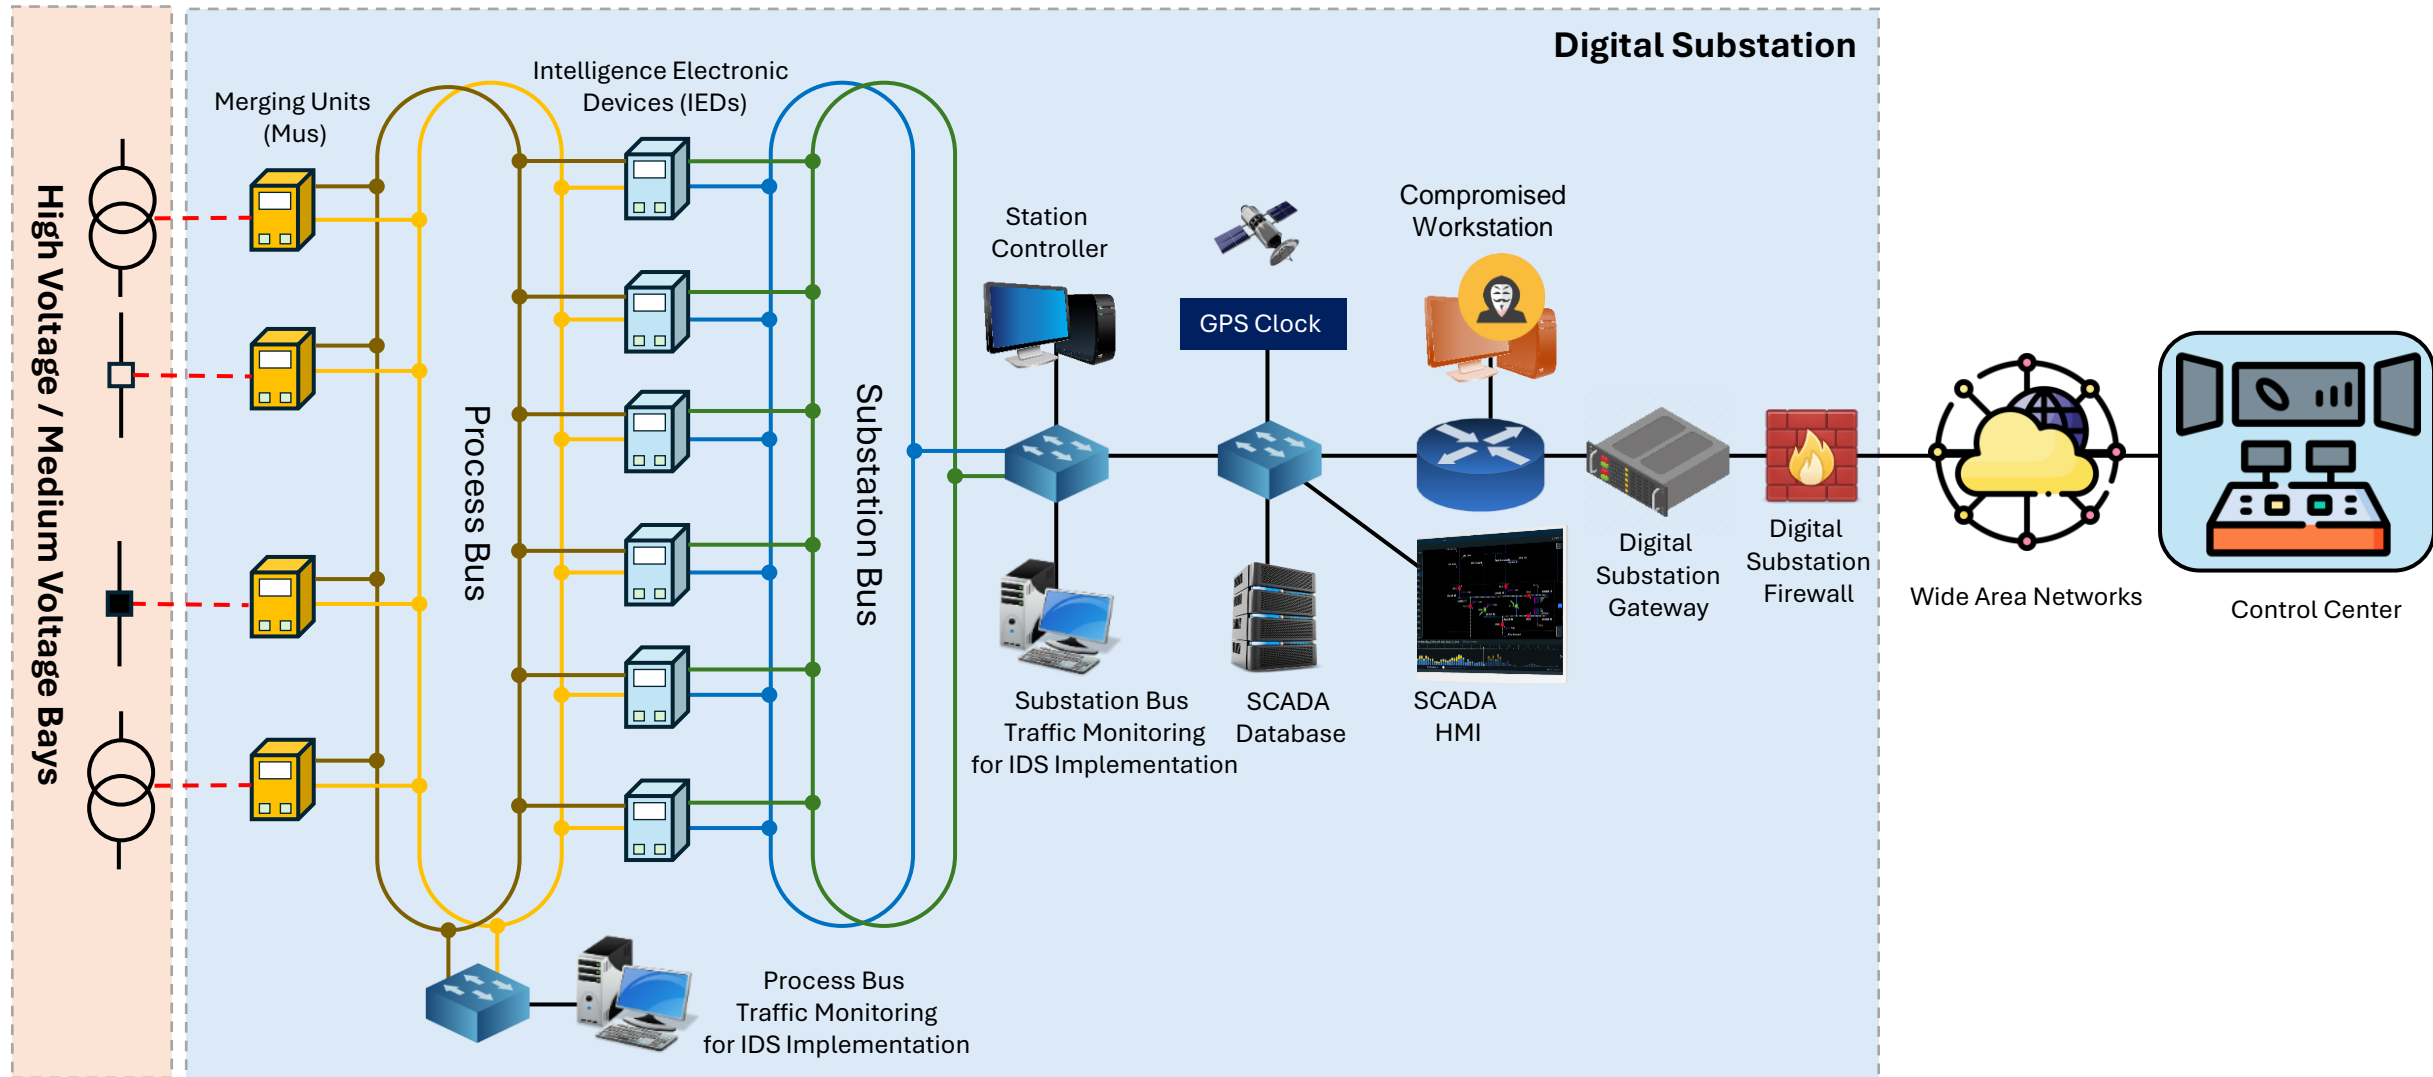 Digital Substation
High Voltage / Medium Voltage Bays
Merging Units
(Mus)
Intelligence Electronic
Devices (IEDs)
Process Bus
Substation Bus
Station
Controller
GPS Clock
Compromised
Workstation
Substation Bus
Traffic Monitoring
for IDS Implementation
SCADA
Database
SCADA
HMI
Digital
Substation
Gateway
Digital
Substation
Firewall
Wide Area Networks
Control Center
Process Bus
Traffic Monitoring
for IDS Implementation